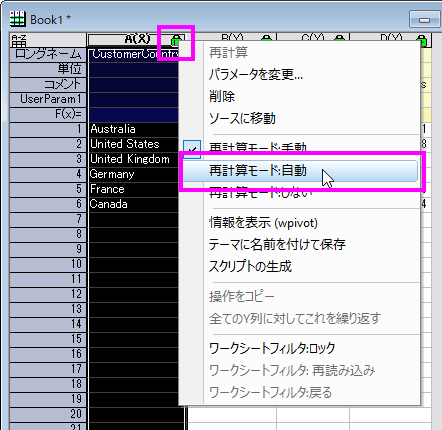 Book1 *
A(X) B(Y) C(Y) D(Y)
ロングネーム "CustomerCountry
単位
コメント
UserParam1
F(x)=
1 Australia 1
2 United States 8
3 United Kingdom 3
4 Germany
5 France
6 Canada 4
7
8
9
10
11
12
13
14
15
16
17
18
19
20
21
再計算
パラメータを変更...
削除
ソースに移動
再計算モード:手動
再計算モード:自動
再計算モード:しない
情報を表示 (wpivot)
テーマに名前を付けて保存
スクリプトの生成
操作をコピー
全てのY列に対してこれを繰り返す
ワークシートフィルタ:ロック
ワークシートフィルタ: 再読み込み
ワークシートフィルタ:戻る